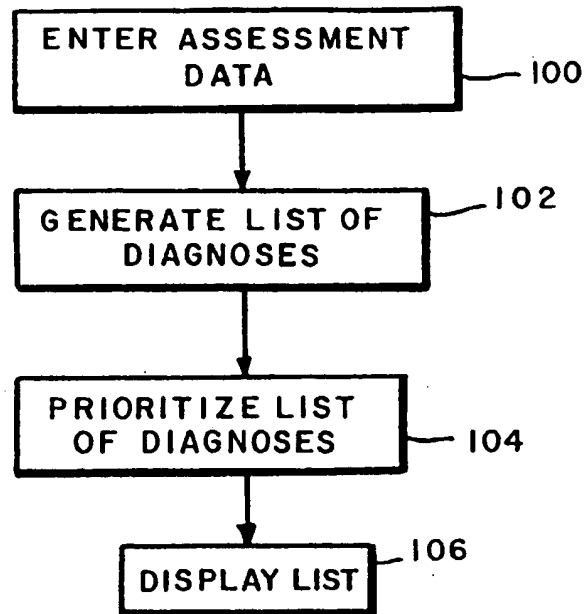 ENTER ASSESSMENT
DATA
100
GENERATE LIST OF
DIAGNOSES
102
PRIORITIZE LIST
OF DIAGNOSES
104
DISPLAY LIST
106